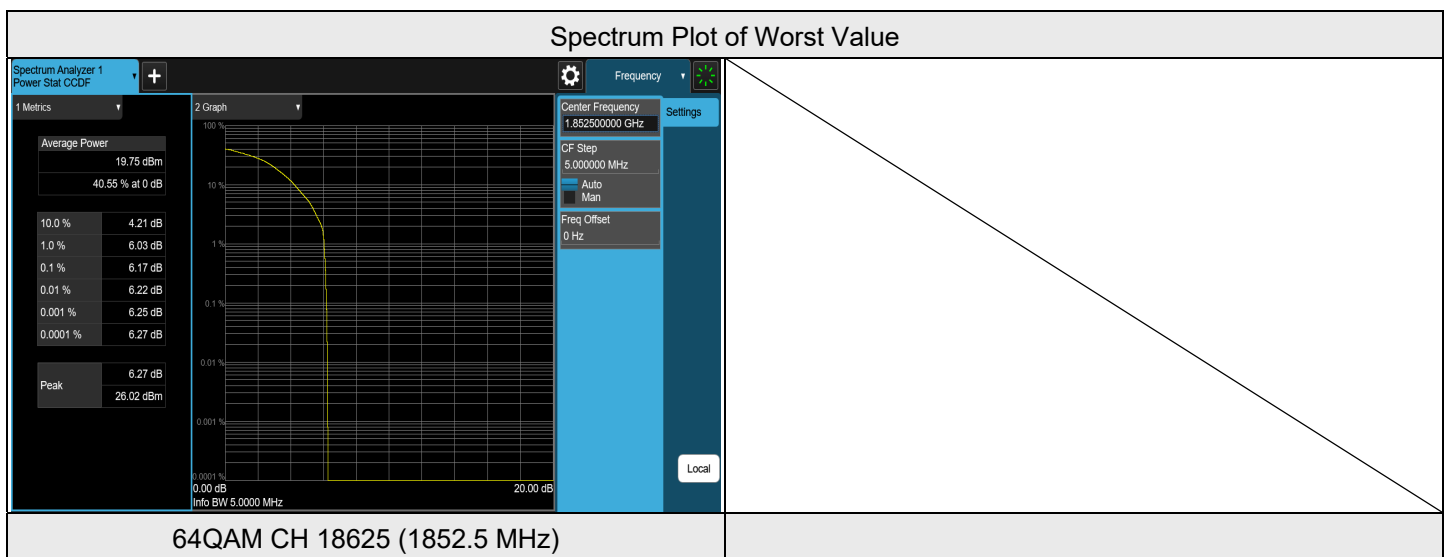 Spectrum Plot of Worst Value
Spectrum Analyzer 1
Power Stat CCDF
+
Frequency
1 Metrics
Average Power
19.75 dBm
40.55 % at 0 dB
10.0 % 4.21 dB
1.0 % 6.03 dB
0.1 % 6.17 dB
0.01 % 6.22 dB
0.001 % 6.25 dB
0.0001 % 6.27 dB
Peak
6.27 dB
26.02 dBm
2 Graph
100 %
10 %
1 %
0.1 %
0.01 %
0.001 %
0.0001 %
0.00 dB 20.00 dB
Info BW 5.0000 MHz
Center Frequency
1.852500000 GHz
CF Step
5.000000 MHz
Auto
Man
Freq Offset
0 Hz
Settings
Local
64QAM CH 18625 (1852.5 MHz)